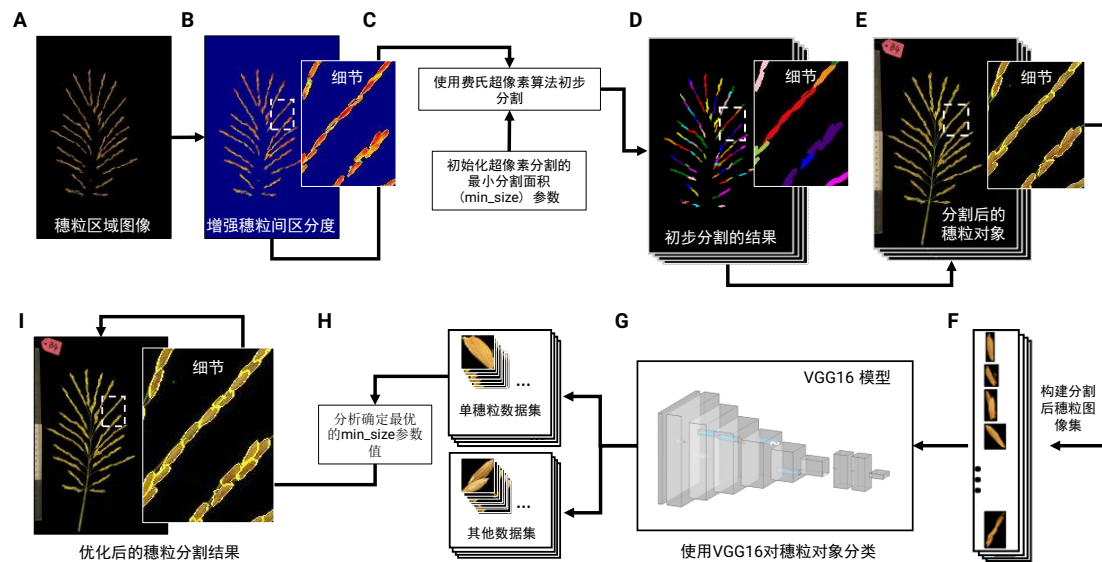 A
B
C
D
E
穗粒区域图像
增强穗粒间区分度
细节
使用费氏超像素算法初步
分割
初始化超像素分割的
最小分割面积
（min_size）参数
细节
初步分割的结果
细节
分割后的
穗粒对象
I
H
G
F
细节
优化后的穗粒分割结果
分析确定最优
的min_size参数
值
...
单穗粒数据集
...
其他数据集
VGG16 模型
使用VGG16对穗粒对象分类
构建分割
后穗粒图
像集